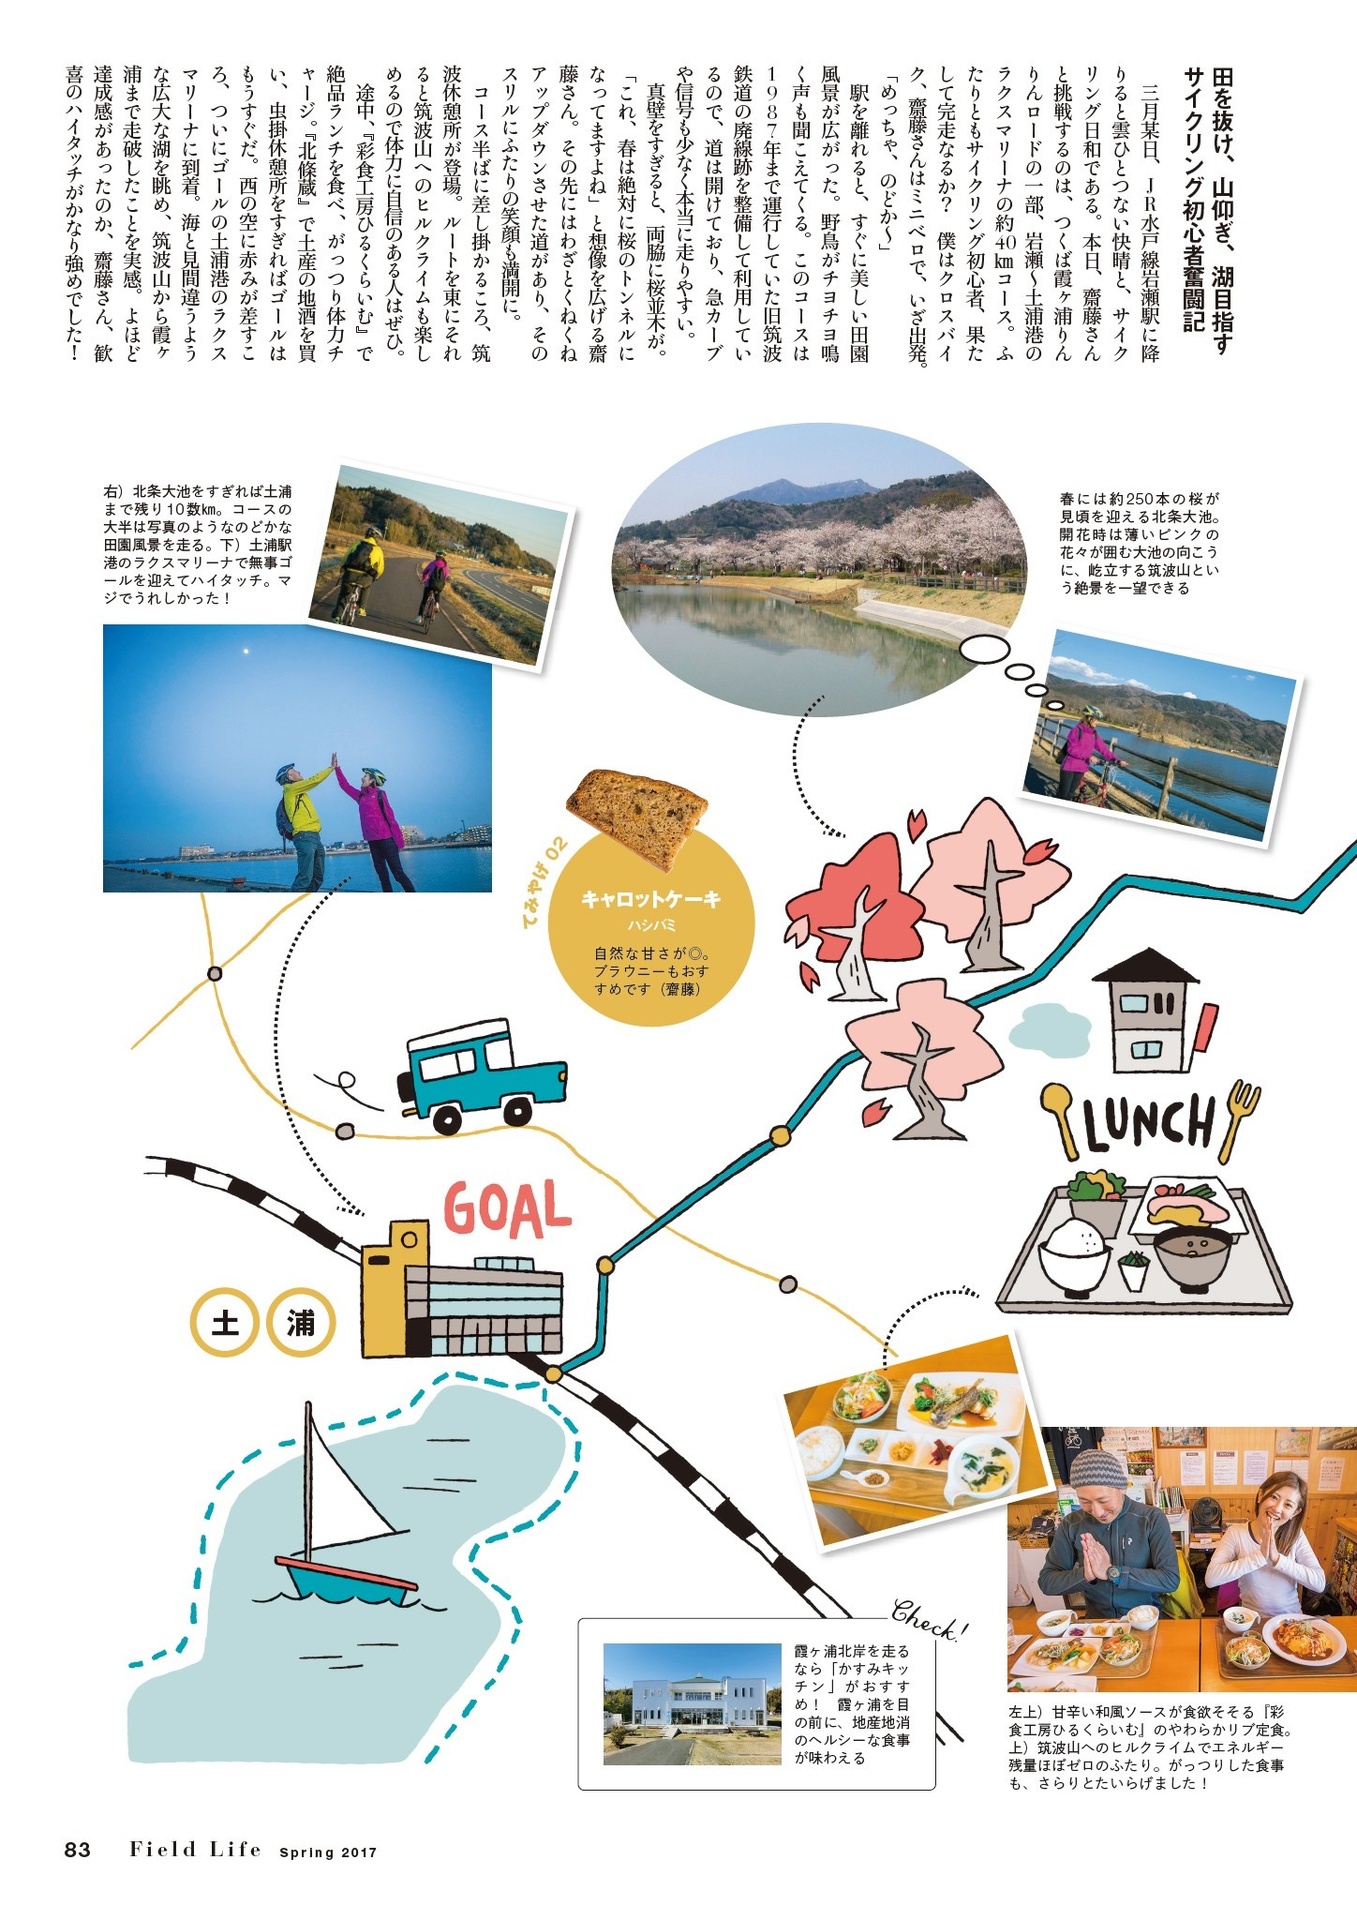 田を抜け、山仰ぎ、湖目指す
サイクリング初心者奮闘記
三月某日、ＪＲ水戸線岩瀬駅に降
りると雲ひとつない快晴と、サイク
リング日和である。本日、齋藤さん
と挑戦するのは、つくば霞ヶ浦りん
りんロードの一部、岩瀬〜土浦港の
ラクスマリーナの約40㎞コース。ふ
たりともサイクリング初心者、果た
して完走なるか？　僕はクロスバイ
ク、齋藤さんはミニベロで、いざ出発。
「めっちゃ、のどか〜」
駅を離れると、すぐに美しい田園
風景が広がった。野鳥がチョチョ鳴
く声も聞こえてくる。このコースは
1987年まで運行していた旧筑波
鉄道の廃線跡を整備して利用してい
るので、道は開けており、急カーブ
や信号も少なく本当に走りやすい。
真壁をすぎると、両脇に桜並木が。
「これ、春は絶対に桜のトンネルに
なってますよね」と想像を広げる齋
藤さん。その先にはわざとくねくね
アップダウンさせた道があり、その
スリルにふたりの笑顔も満開に。
コース半ばに差し掛かるころ、筑
波休憩所が登場。ルートを東にそれ
ると筑波山へのヒルクライムも楽し
めるので体力に自信のある人はぜひ。
途中、『彩食工房ひるくらいむ』で
絶品ランチを食べ、がっつり体力チ
ャージ。『北條蔵』で土産の地酒を買
い、虫掛休憩所をすぎればゴールは
もうすぐだ。西の空に赤みが差すこ
ろ、ついにゴールの土浦港のラクス
マリーナに到着。海と見間違うよう
な広大な湖を眺め、筑波山から霞ヶ
浦まで走破したことを実感。よほど
達成感があったのか、齋藤さん、歓
喜のハイタッチがかなり強めでした！
右）北条大池をすぎれば土浦
まで残り10数㎞。コースの
大半は写真のようなのどかな
田園風景を走る。下）土浦駅
港のラクスマリーナで無事ゴ
ールを迎えてハイタッチ。マ
ジでうれしかった！
春には約250本の桜が
見頃を迎える北条大池。
開花時は薄いピンクの
花々が囲む大池の向こう
に、屹立する筑波山とい
う絶景を一望できる
てみやげ 02
キャロットケーキ
ハシバミ
自然な甘さが◎。
ブラウニーもおす
すめです（齋藤）
LUNCH
GOAL
土浦
Check!
霞ヶ浦北岸を走る
なら「かすみキッ
チン」がおすす
め！　霞ヶ浦を目
の前に、地産地消
のヘルシーな食事
が味わえる
左上）甘辛い和風ソースが食欲そそる『彩
食工房ひるくらいむ』のやわらかリブ定食。
上）筑波山へのヒルクライムでエネルギー
残量ほぼゼロのふたり。がっつりした食事
も、さらりとたいらげました！
83 Field Life Spring 2017